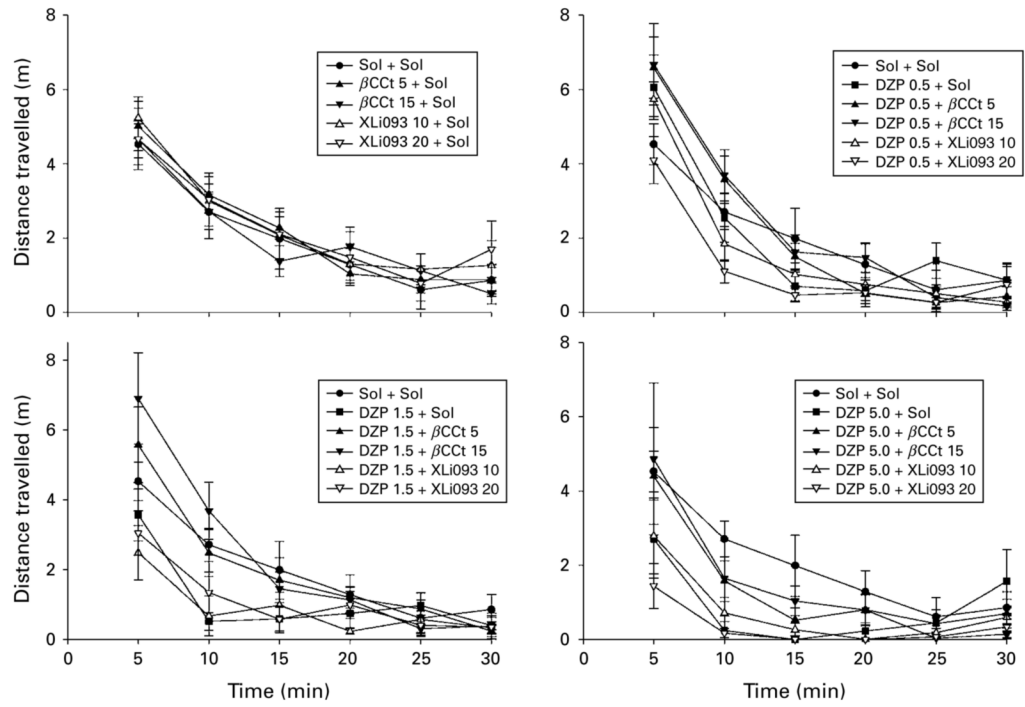 8
6
4
2
0
Distance travelled (m)
Sol + Sol
βCCt 5 + Sol
βCCt 15 + Sol
XLi093 10 + Sol
XLi093 20 + Sol
8
6
4
2
0
Sol + Sol
DZP 0.5 + Sol
DZP 0.5 + βCCt 5
DZP 0.5 + βCCt 15
DZP 0.5 + XLi093 10
DZP 0.5 + XLi093 20
8
6
4
2
0
Distance travelled (m)
Sol + Sol
DZP 1.5 + Sol
DZP 1.5 + βCCt 5
DZP 1.5 + βCCt 15
DZP 1.5 + XLi093 10
DZP 1.5 + XLi093 20
0 5 10 15 20 25 30
Time (min)
8
6
4
2
0
Sol + Sol
DZP 5.0 + Sol
DZP 5.0 + βCCt 5
DZP 5.0 + βCCt 15
DZP 5.0 + XLi093 10
DZP 5.0 + XLi093 20
0 5 10 15 20 25 30
Time (min)